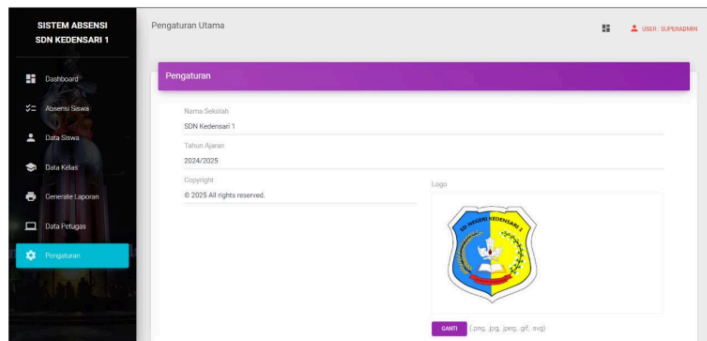 SISTEM ABSENSI
SDN KEDENSARI 1
Dashboard
Absensi Siswa
Data Siswa
Data Kelas
Generate Laporan
Data Petugas
Pengaturan
Pengaturan Utama
USER : SUPERADMIN
Pengaturan
Nama Sekolah
SDN Kedensari 1
Tahun Ajaran
2024/2025
Copyright
© 2025 All rights reserved.
Logo
SD NEGERI KEDENSARI 1
GANTI (.png, .jpg, .jpeg, .gif, .svg)